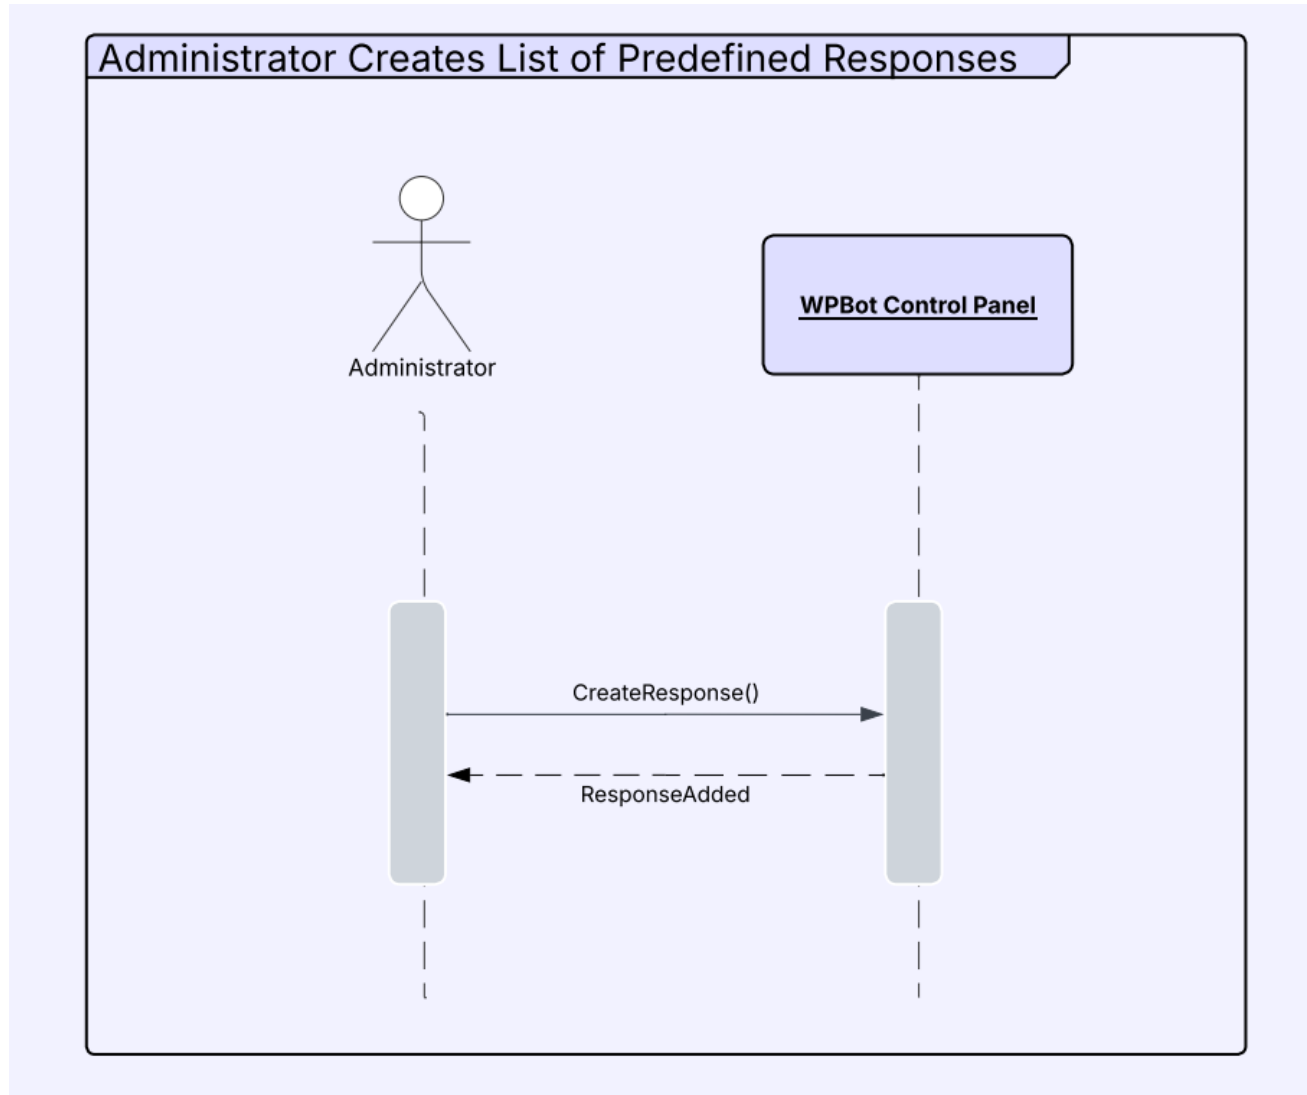 Administrator Creates List of Predefined Responses
WPBot Control Panel
Administrator
CreateResponse()
ResponseAdded